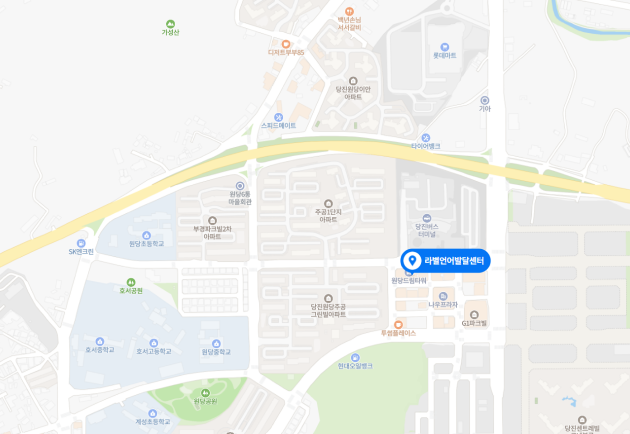 백년손님
서서갈비
가성산
디저트부부85
롯데마트
당진원당이안
아파트
가야
스피드메이트
타이어뱅크
원당6통
마을회관
주공1단지
아파트
부경파크빌2차
아파트
당진버스
터미널
원당초등학교
SK엔크린
라벨언어발달센터
원당드림타워
호서공원
나우프라자
당진원당주공
그린빌아파트
G1파크빌
투썸플레이스
호서중학교
호서고등학교
원당중학교
현대오일뱅크
원당공원
계성초등학교
당진센트레빌